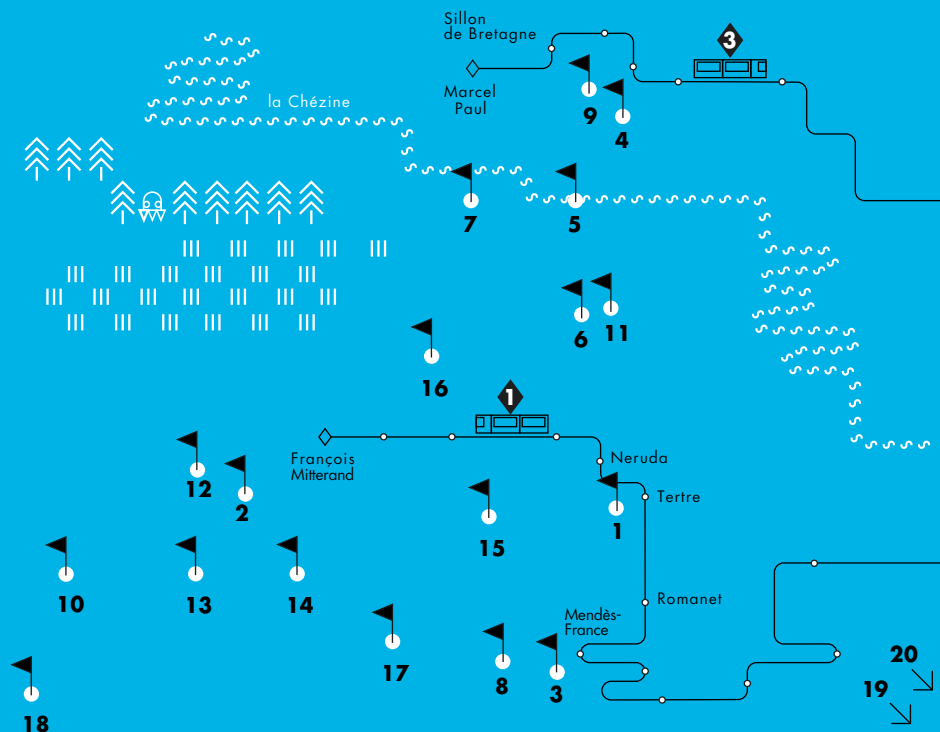 Sillon
de Bretagne
3
Marcel
Paul
la Chézine
9
4
7
5
6
11
16
1
François
Mitterand
Neruda
12
2
15
1
Tertre
10
13
14
Romanet
Mendès-
France
17
8
3
20
19
18